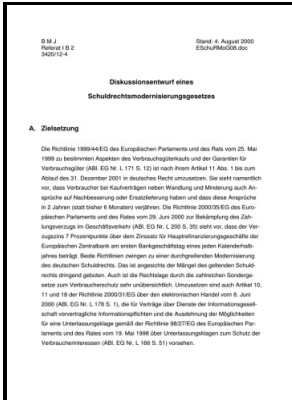 B M J
Stand: 4. August 2000
Referat I B 2
ESchuRMoG08.doc
3420/12-4
Diskussionsentwurf eines
Schuldrechtsmodernisierungsgesetzes
A. Zielsetzung
Die Richtlinie 1999/44/EG des Europäischen Parlaments und des Rats vom 25. Mai
1999 zu bestimmten Aspekten des Verbrauchsgüterkaufs und der Garantien für
Verbrauchsgüter (ABl. EG Nr. L 171 S. 12) ist nach ihrem Artikel 11 Abs. 1 bis zum
Ablauf des 31. Dezember 2001 in deutsches Recht umzusetzen. Sie sieht nament­lich
vor, dass Verbraucher bei Kaufverträgen neben Wandlung und Minderung auch An-
sprüche auf Nachbesserung oder Ersatzlieferung haben und dass diese Ansprüche
in 2 Jahren (statt bisher 6 Monaten) verjähren. Die Richtlinie 2000/35/EG des Euro-
päischen Parlaments und des Rates vom 29. Juni 2000 zur Bekämpfung des Zah-
lungsverzugs im Geschäftsverkehr (ABl. EG Nr. L 200 S. 35) sieht vor, dass der Ver-
zugszins 7 Prozentpunkte über dem Zinssatz für Hauptrefinanzierungsgeschäfte der
Europäischen Zentralbank am ersten Bankgeschäftstag eines jeden Kalenderhalb-
jahres beträgt. Beide Richtlinien zwingen zu einer durchgreifenden Modernisierung
des deutschen Schuldrechts. Das ist angesichts der Mängel des geltenden Schuld-
rechts dringend geboten. Auch ist die Rechtslage durch die zahlreichen Sonderge-
setze zum Verbraucherschutz sehr unübersichtlich. Umzusetzen sind auch Artikel 10,
11 und 18 der Richtlinie 2000/31/EG über den elektronischen Handel vom 8. Juni
2000 (ABl. EG Nr. L 178 S. 1), die für Verträge über Dienste der Informationsgesell-
schaft vorvertragliche Informationspflichten und die Ausdehnung der Möglichkeiten
für eine Unterlassungsklage gemäß der Richtlinie 98/27/EG des Europäischen Par-
laments und des Rates vom 19. Mai 1998 über Unterlassungsklagen zum Schutz der
Verbraucherinteressen (ABl. EG Nr. L 166 S. 51) vorsehen.